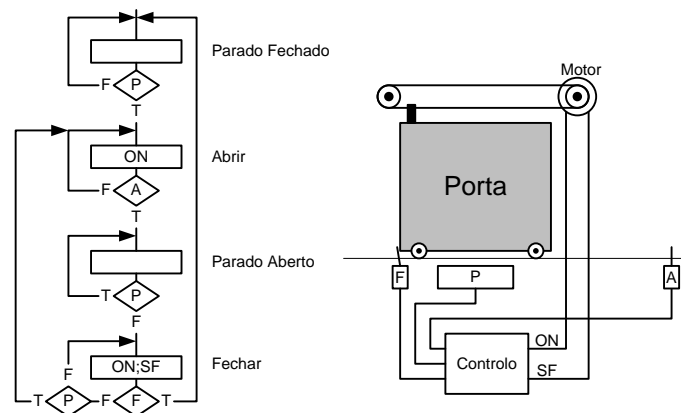 Parado Fechado
F P
T
ON Abrir
F A
T
Parado Aberto
T P
F
F
ON;SF Fechar
T P F F T
Motor
Porta
F P A
ON
Controlo
SF